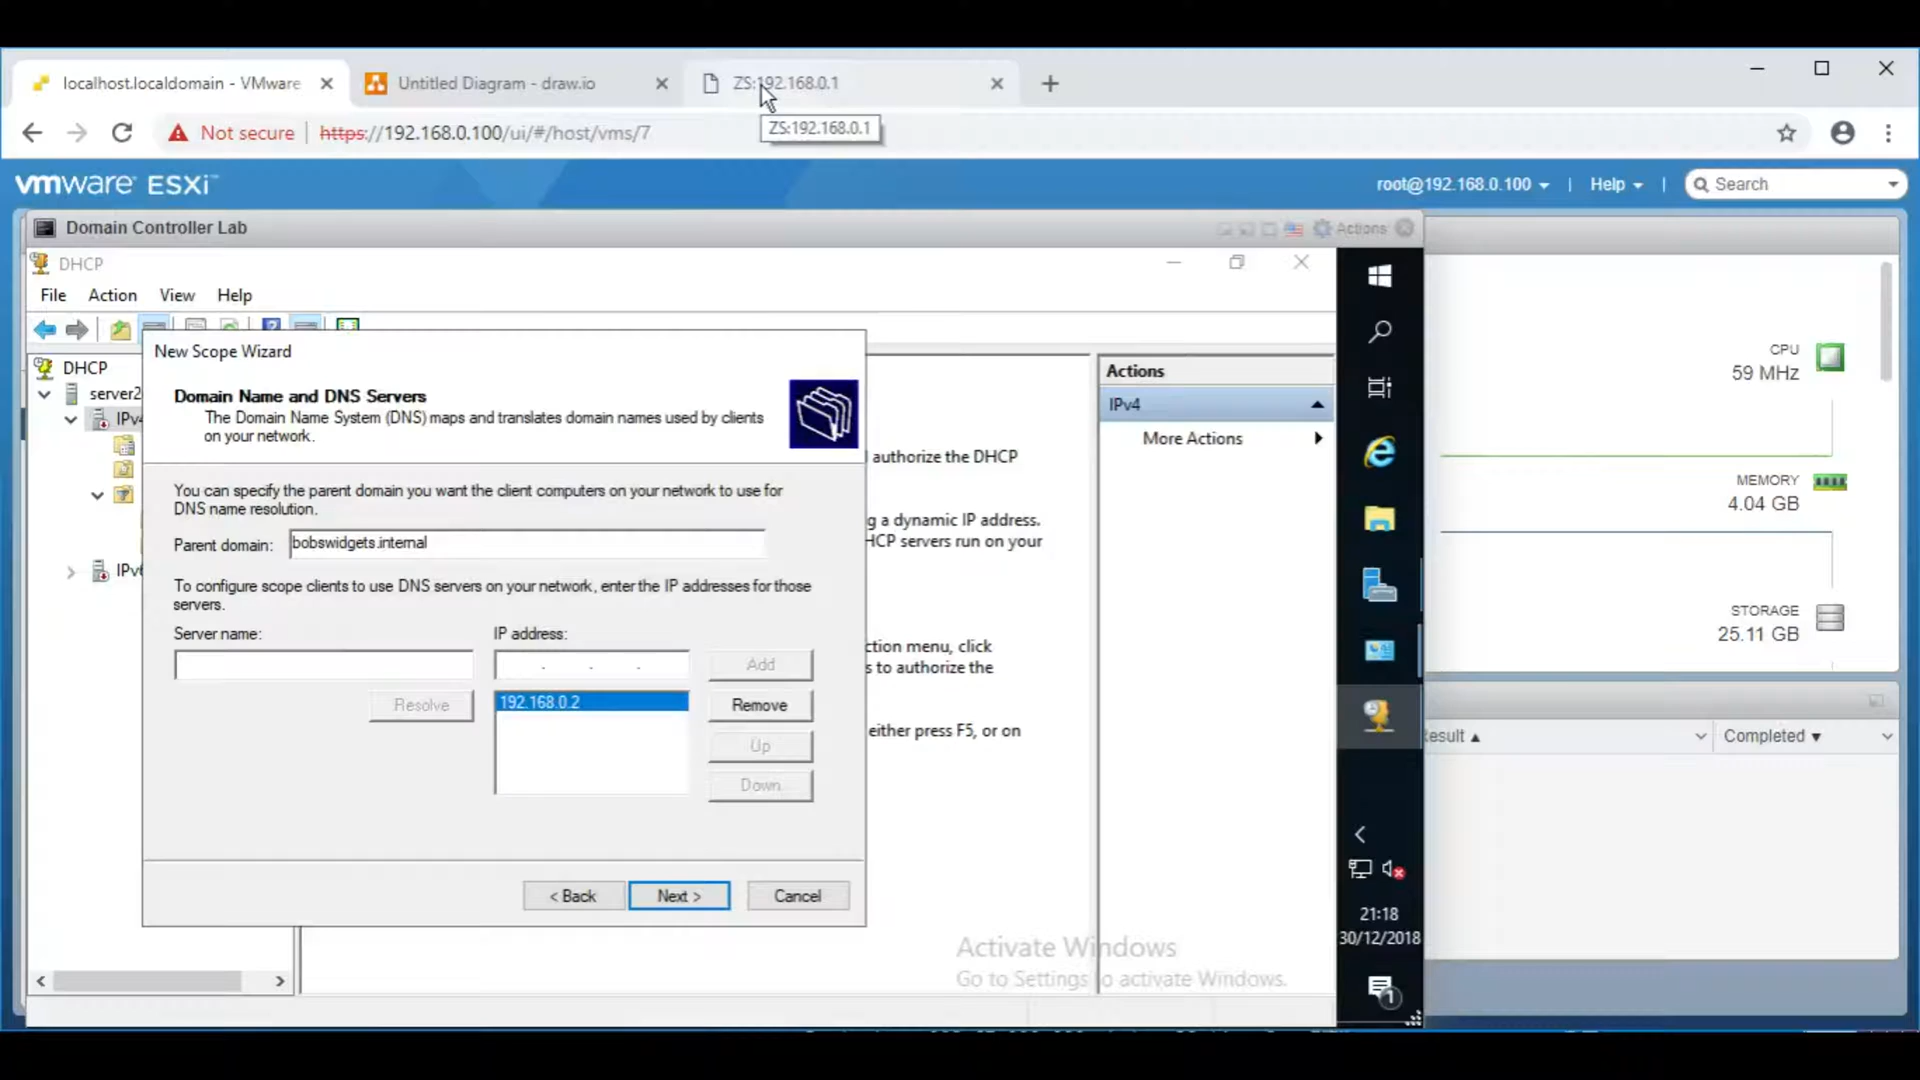 localhost.localdomain - VMware
Untitled Diagram - draw.io
ZS:192.168.0.1
Not secure
https://192.168.0.100/ui/#/host/vms/7
ZS:192.168.0.1
vmware ESXi™
root@192.168.0.100
Help
Search
Domain Controller Lab
Actions
DHCP
File
Action
View
Help
DHCP
server2
IPv4
IPv6
New Scope Wizard
Domain Name and DNS Servers
The Domain Name System (DNS) maps and translates domain names used by clients
on your network.
You can specify the parent domain you want the client computers on your network to use for
DNS name resolution.
Parent domain:
bobswidgets.internal
To configure scope clients to use DNS servers on your network, enter the IP addresses for those
servers.
Server name:
IP address:
. . .
Add
Resolve
192.168.0.2
Remove
Up
Down
< Back
Next >
Cancel
authorize the DHCP
g a dynamic IP address.
HCP servers run on your
ction menu, click
s to authorize the
either press F5, or on
Actions
IPv4
More Actions
Activate Windows
Go to Settings to activate Windows.
21:18
30/12/2018
1
CPU
59 MHz
MEMORY
4.04 GB
STORAGE
25.11 GB
esult ▲
Completed ▼